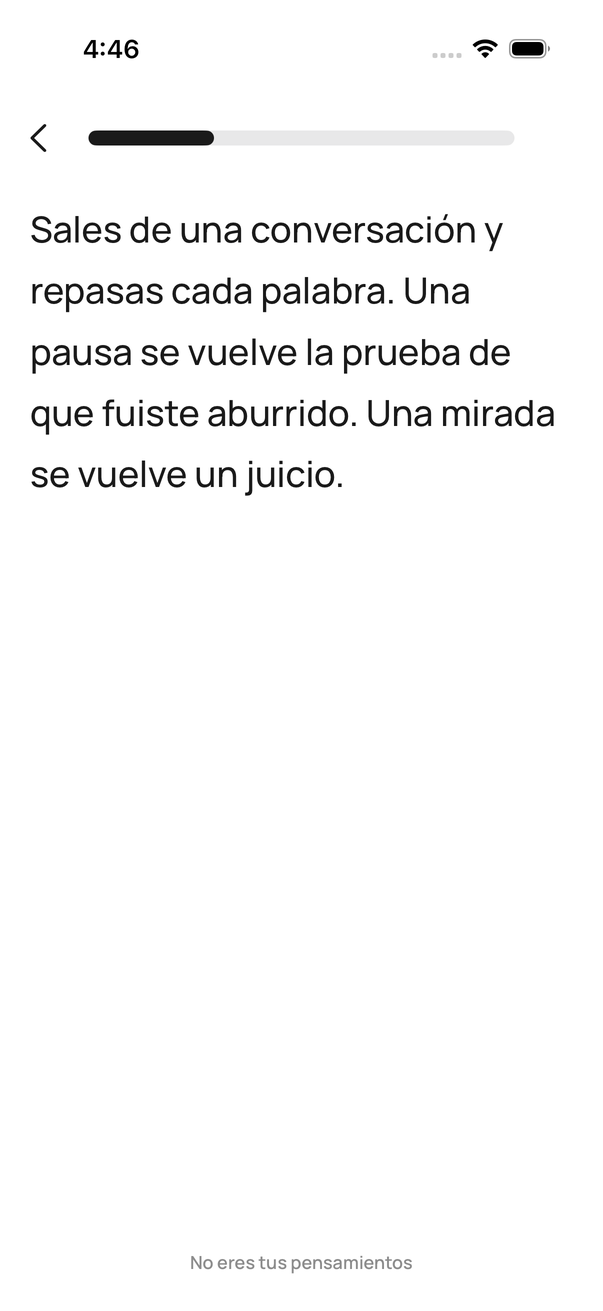 4:46
Sales de una conversación y
repasas cada palabra. Una
pausa se vuelve la prueba de
que fuiste aburrido. Una mirada
se vuelve un juicio.
No eres tus pensamientos